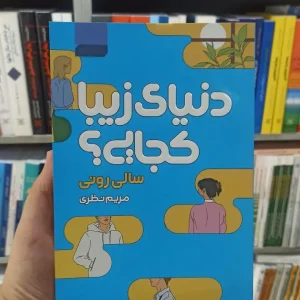 دنیای زیبا
کجایی؟
سالی رونی
مریم نظری